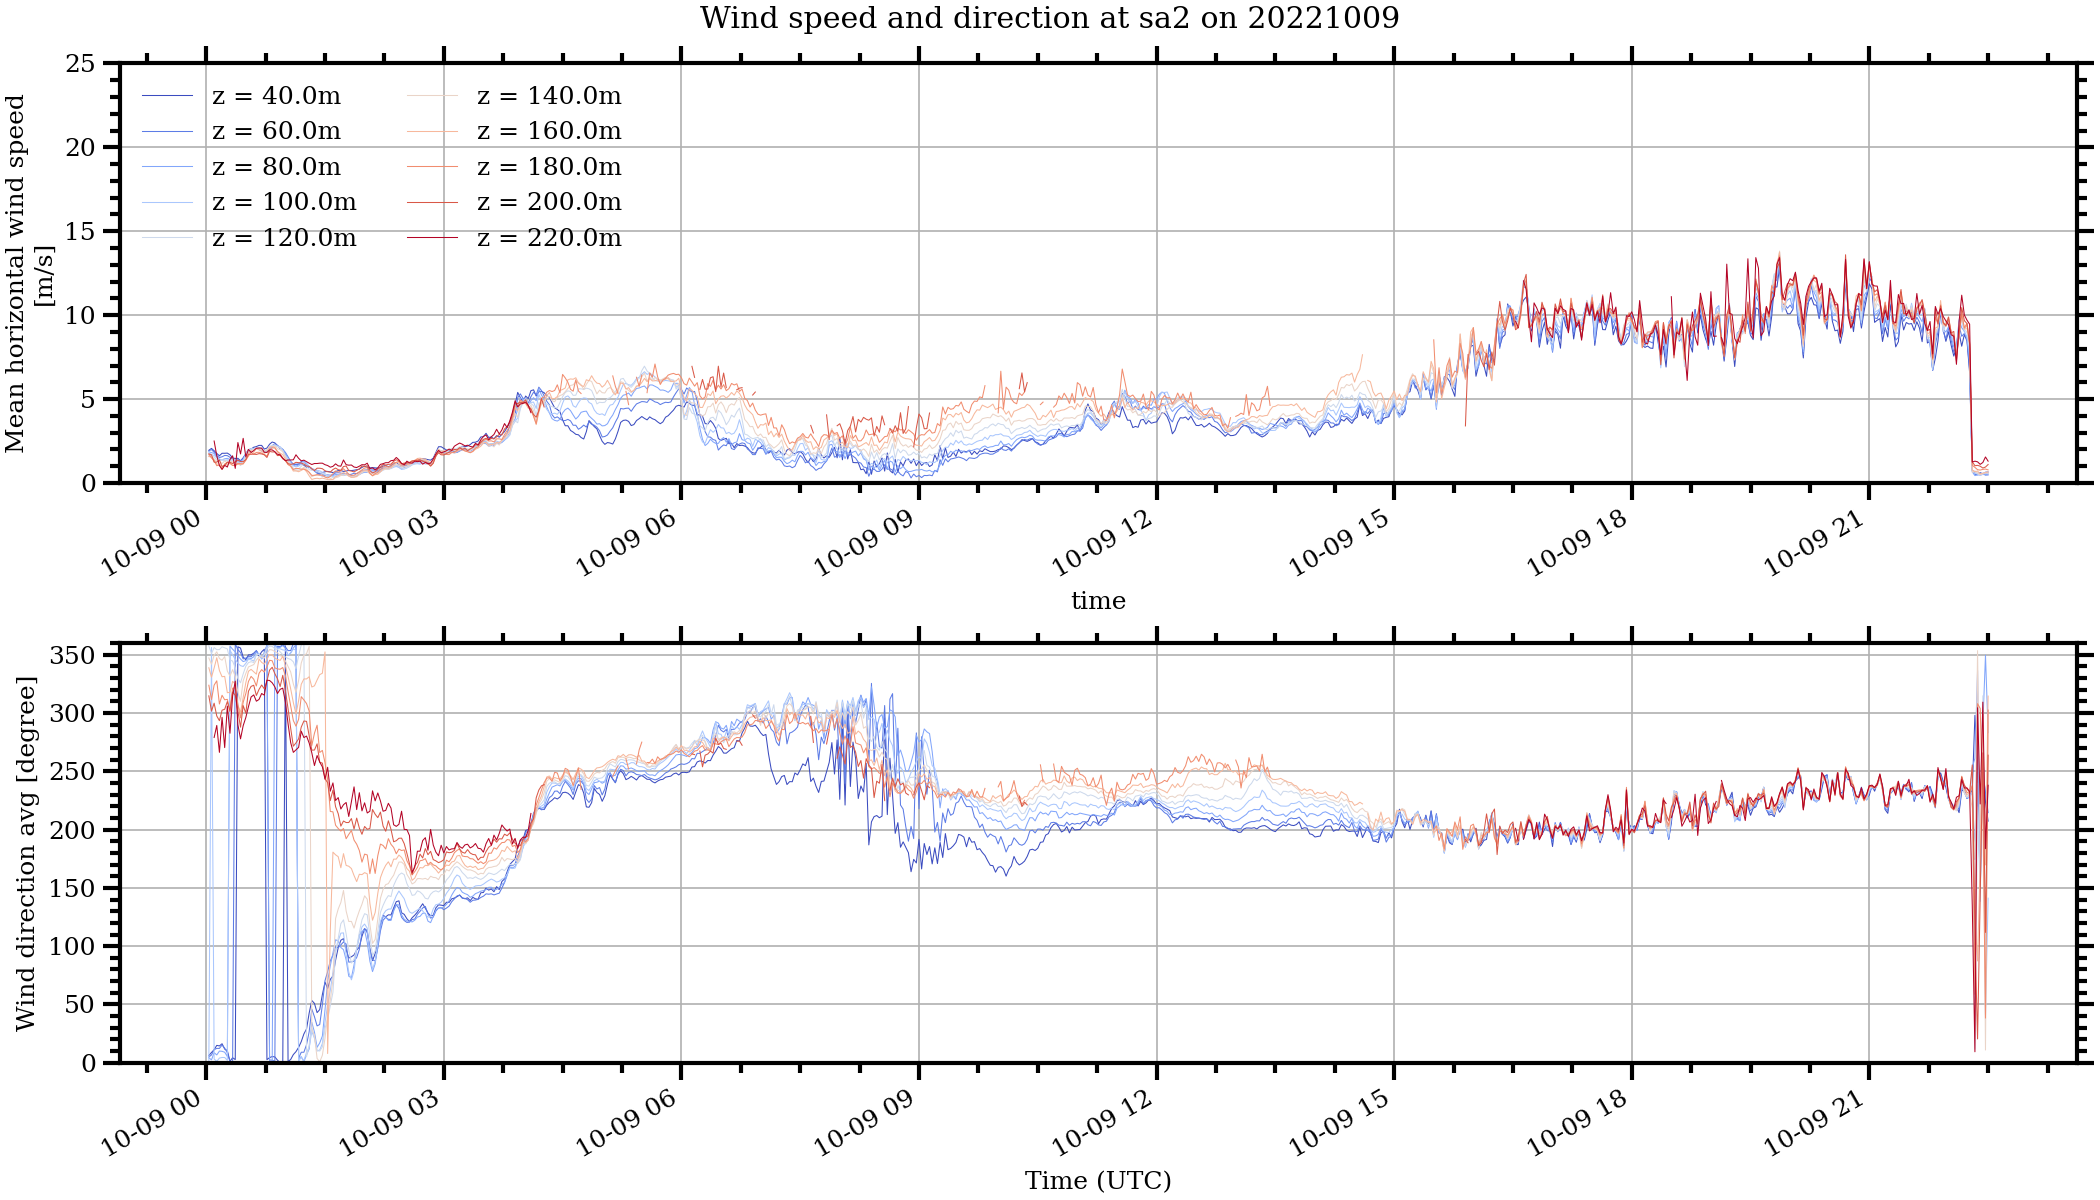 Wind speed and direction at sa2 on 20221009
Mean horizontal wind speed
[m/s]
25
20
15
10
5
0
z = 40.0m
z = 60.0m
z = 80.0m
z = 100.0m
z = 120.0m
z = 140.0m
z = 160.0m
z = 180.0m
z = 200.0m
z = 220.0m
10-09 00
10-09 03
10-09 06
10-09 09
10-09 12
10-09 15
10-09 18
10-09 21
time
Wind direction avg [degree]
350
300
250
200
150
100
50
0
10-09 00
10-09 03
10-09 06
10-09 09
10-09 12
10-09 15
10-09 18
10-09 21
Time (UTC)